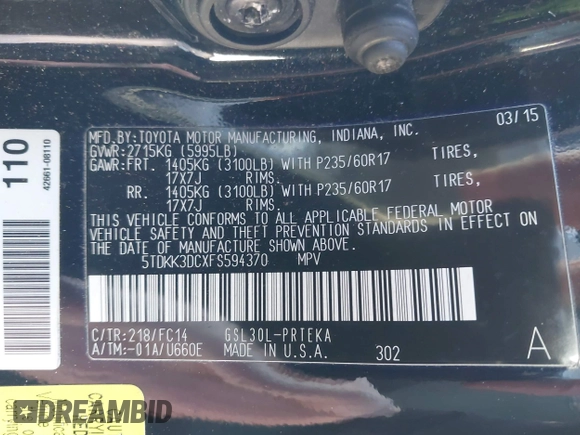 MFD.BY:TOYOTA MOTOR MANUFACTURING, INDIANA, INC. 03/15
GVWR:2715KG (5995LB)
GAWR:FRT. 1405KG (3100LB) WITH P235/60R17 TIRES,
17X7J RIMS.
RR. 1405KG (3100LB) WITH P235/60R17 TIRES,
17X7J RIMS.
THIS VEHICLE CONFORMS TO ALL APPLICABLE FEDERAL MOTOR
VEHICLE SAFETY AND THEFT PREVENTION STANDARDS IN EFFECT ON
THE DATE OF MANUFACTURE SHOWN ABOVE.
5TDKK3DCXFS594370 MPV
C/TR:218/FC14 GSL30L-PRTEKA
A/TM:-01A/U660E MADE IN U.S.A. 302 A
110
42661-08110
DREAMBID